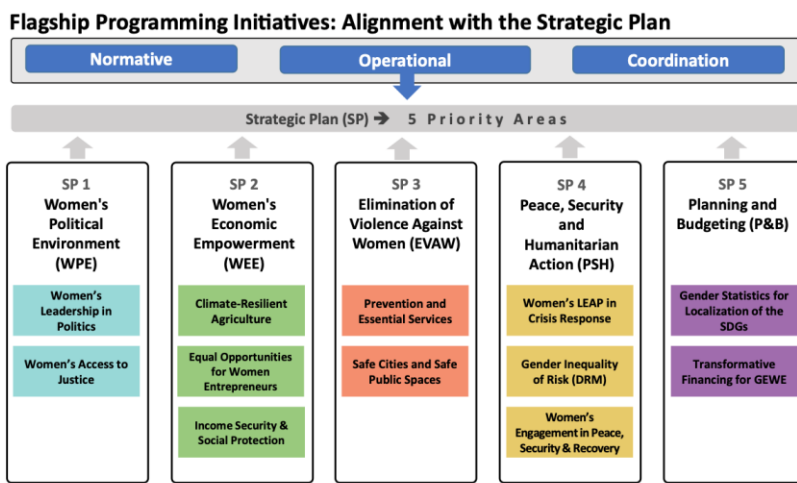 Flagship Programming Initiatives: Alignment with the Strategic Plan
Normative
Operational
Coordination
Strategic Plan (SP) ➔ 5 Priority Areas
SP 1
Women's
Political
Environment
(WPE)
Women's
Leadership in
Politics
Women's Access to
Justice
SP 2
Women's
Economic
Empowerment
(WEE)
Climate-Resilient
Agriculture
Equal Opportunities
for Women
Entrepreneurs
Income Security &
Social Protection
SP 3
Elimination of
Violence Against
Women (EVAW)
Prevention and
Essential Services
Safe Cities and Safe
Public Spaces
SP 4
Peace, Security
and
Humanitarian
Action (PSH)
Women's LEAP in
Crisis Response
Gender Inequality
of Risk (DRM)
Women's
Engagement in Peace,
Security & Recovery
SP 5
Planning and
Budgeting (P&B)
Gender Statistics for
Localization of the
SDGs
Transformative
Financing for GEWE